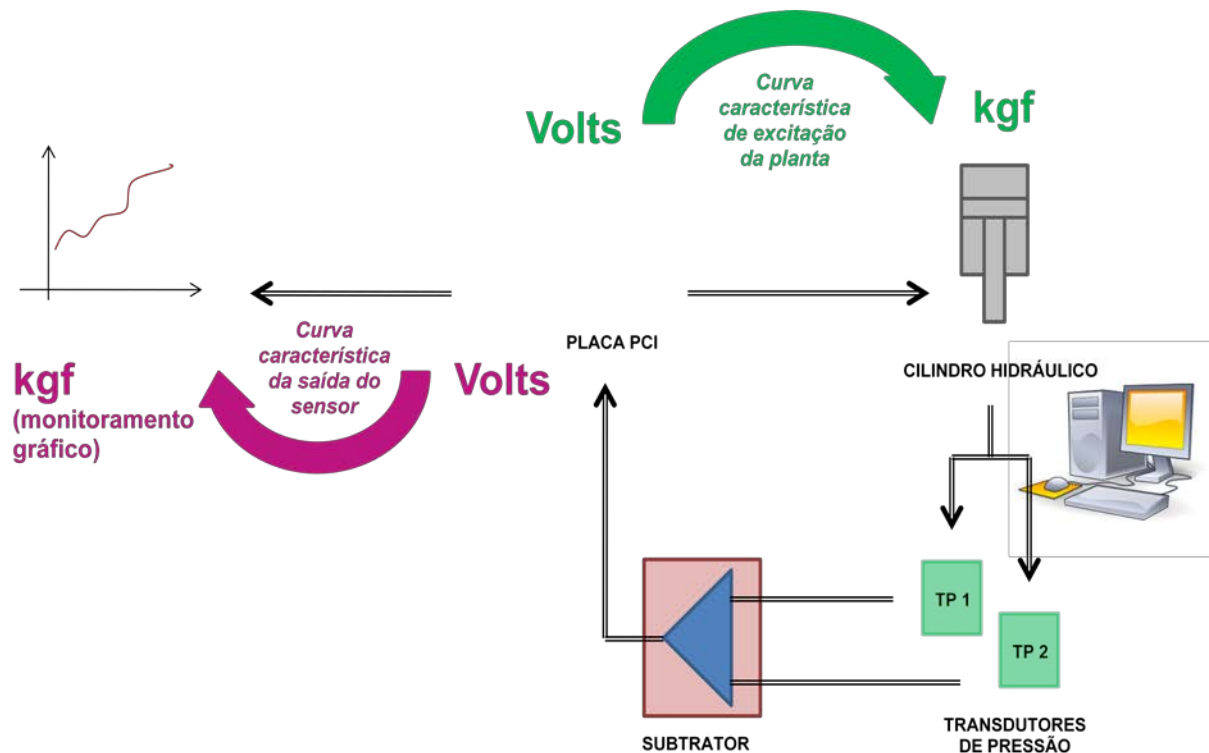 Volts
Curva
característica
de excitação
da planta
kgf
PLACA PCI
CILINDRO HIDRÁULICO
Curva
característica
da saída do
sensor
Volts
kgf
(monitoramento
gráfico)
TP 1
TP 2
SUBTRATOR
TRANSDUTORES
DE PRESSÃO